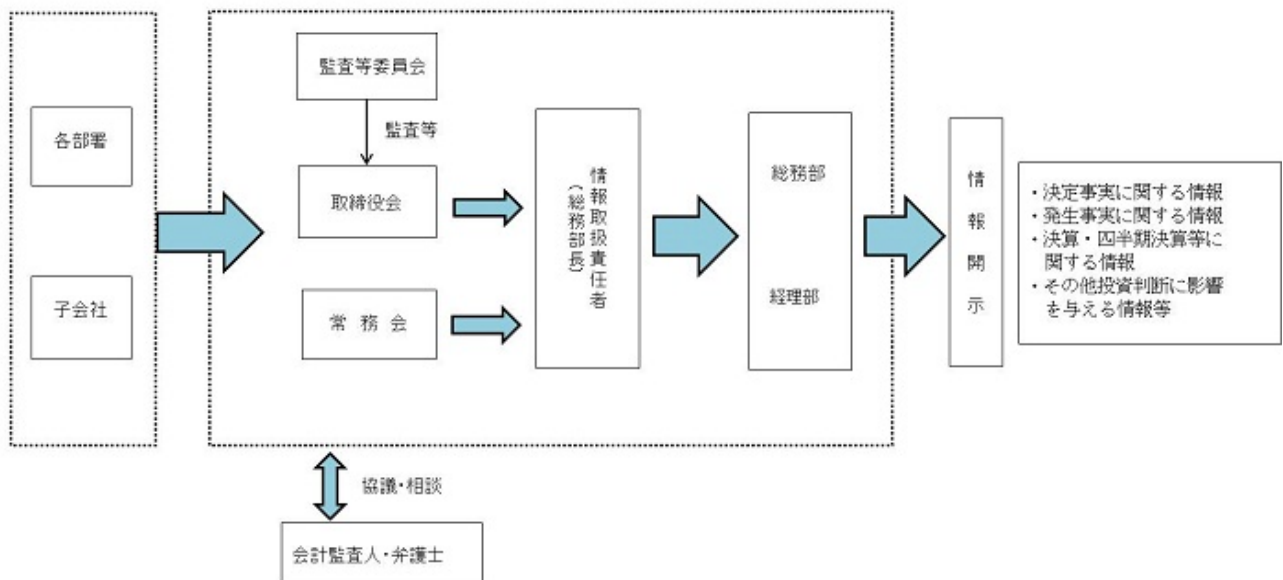 各部署
子会社
監査等委員会
監査等
取締役会
常 務 会
情報取扱責任者
(総務部長)
総務部
経理部
情報開示
・決定事実に関する情報
・発生事実に関する情報
・決算・四半期決算等に
関する情報
・その他投資判断に影響
を与える情報等
協議・相談
会計監査人・弁護士